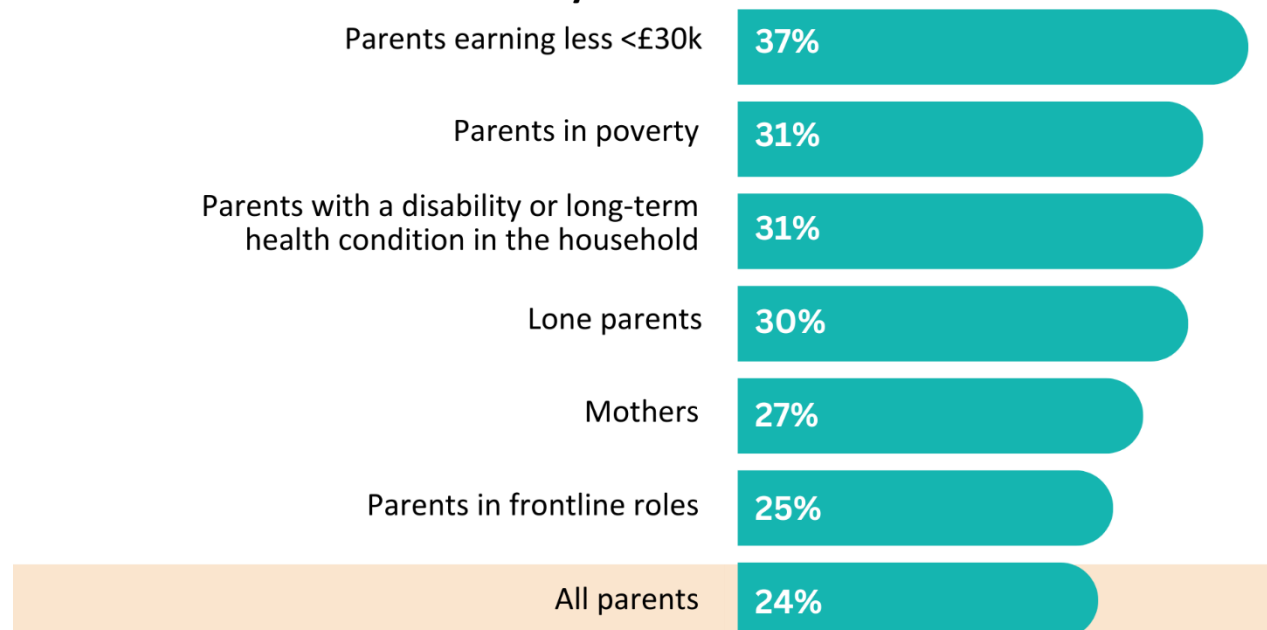 Parents earning less <£30k
37%
Parents in poverty
31%
Parents with a disability or long-term
health condition in the household
31%
Lone parents
30%
Mothers
27%
Parents in frontline roles
25%
All parents
24%